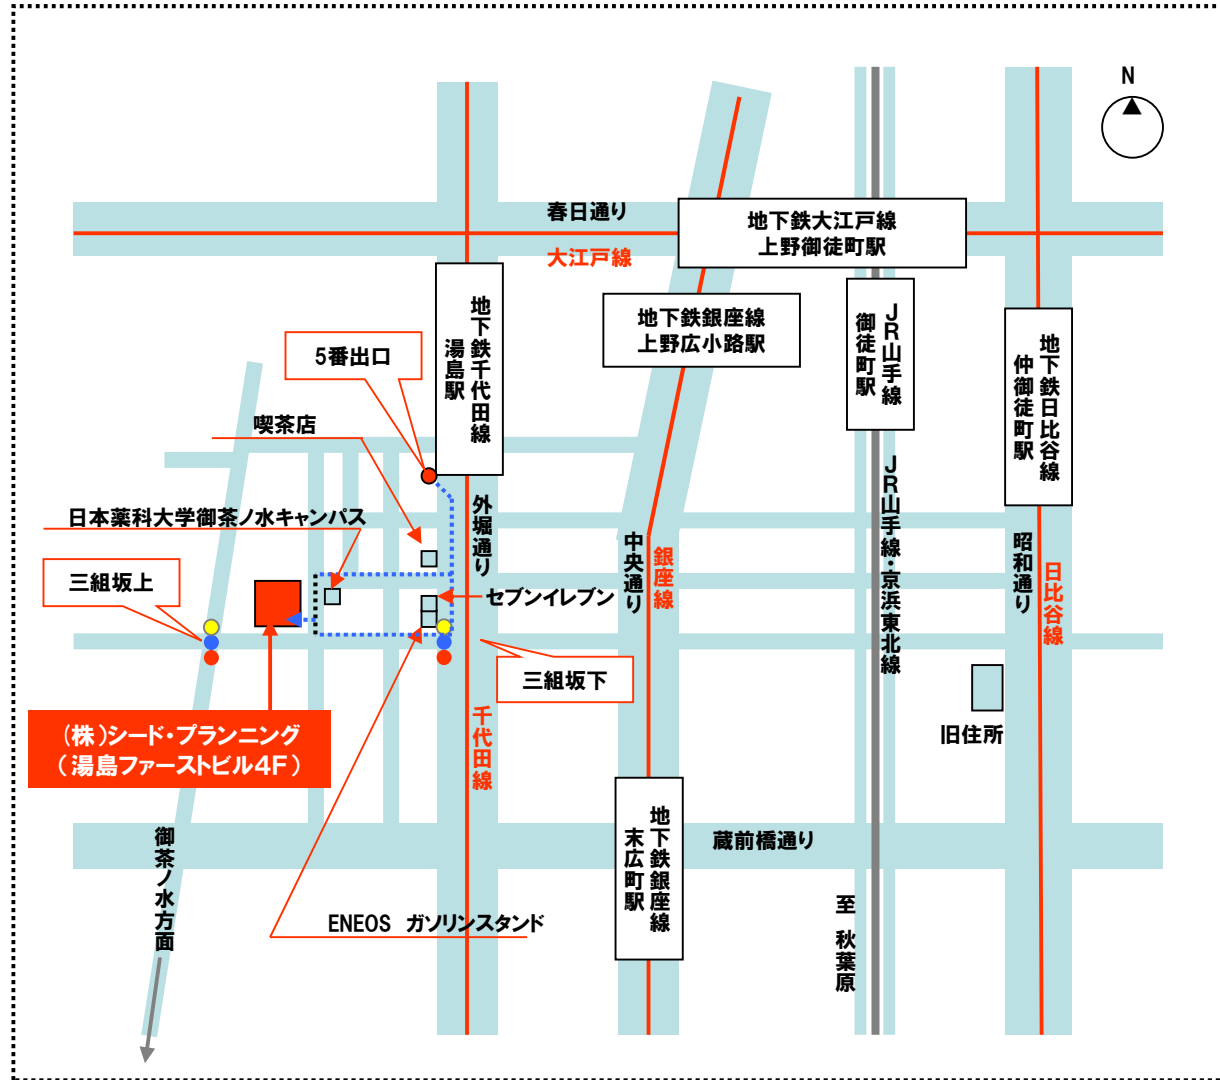 N
春日通り
大江戸線
地下鉄大江戸線
上野御徒町駅
地下鉄千代田線
湯島駅
地下鉄銀座線
上野広小路駅
JR山手線
御徒町駅
地下鉄日比谷線
仲御徒町駅
5番出口
喫茶店
日本薬科大学御茶ノ水キャンパス
三組坂上
外堀通り
セブンイレブン
中央通り
銀座線
JR山手線・京浜東北線
昭和通り
日比谷線
三組坂下
旧住所
(株)シード・プランニング
(湯島ファーストビル4F)
千代田線
地下鉄銀座線
末広町駅
蔵前橋通り
御茶ノ水方面
ENEOS ガソリンスタンド
至 秋葉原